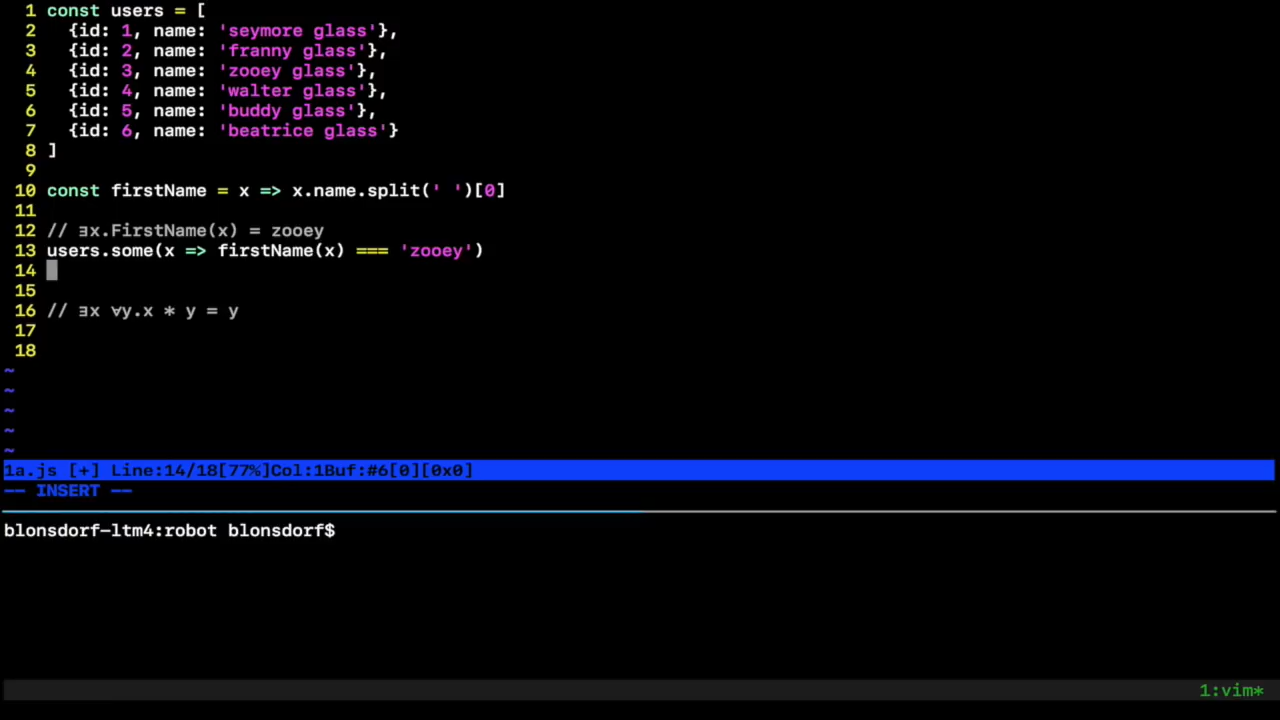 1 const users = [
2   {id: 1, name: 'seymore glass'},
3   {id: 2, name: 'franny glass'},
4   {id: 3, name: 'zooey glass'},
5   {id: 4, name: 'walter glass'},
6   {id: 5, name: 'buddy glass'},
7   {id: 6, name: 'beatrice glass'}
8 ]
9
10 const firstName = x => x.name.split(' ')[0]
11
12 // ∃x.FirstName(x) = zooey
13 users.some(x => firstName(x) === 'zooey')
14
15
16 // ∃x ∀y.x * y = y
17
18
~
~
~
~
~
1a.js [+] Line:14/18[77%]Col:1Buf:#6[0][0x0]
-- INSERT --
blonsdorf-ltm4:robot blonsdorf$
1:vim*